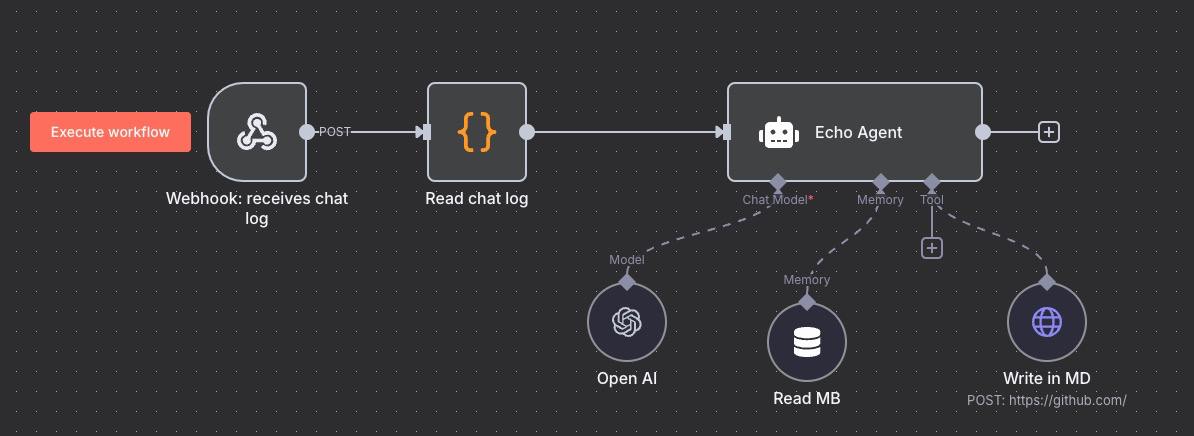 Execute workflow
POST
Echo Agent
Webhook: receives chat
log
Read chat log
Chat Model*
Memory
Tool
Model
Memory
Open AI
Read MB
Write in MD
POST: https://github.com/